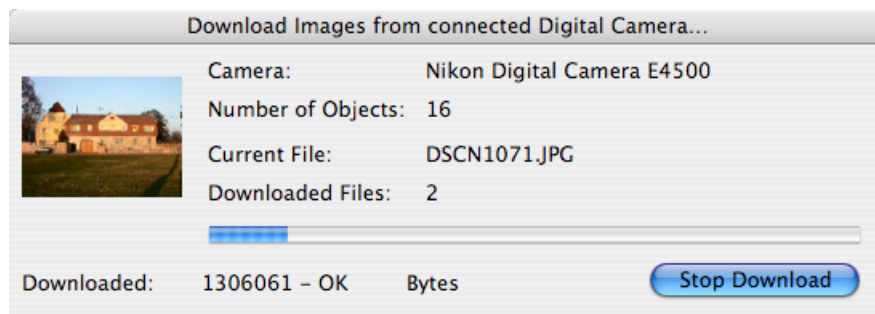 Download Images from connected Digital Camera...
Camera: Nikon Digital Camera E4500
Number of Objects: 16
Current File: DSCN1071.JPG
Downloaded Files: 2
Downloaded: 1306061 – OK Bytes
Stop Download